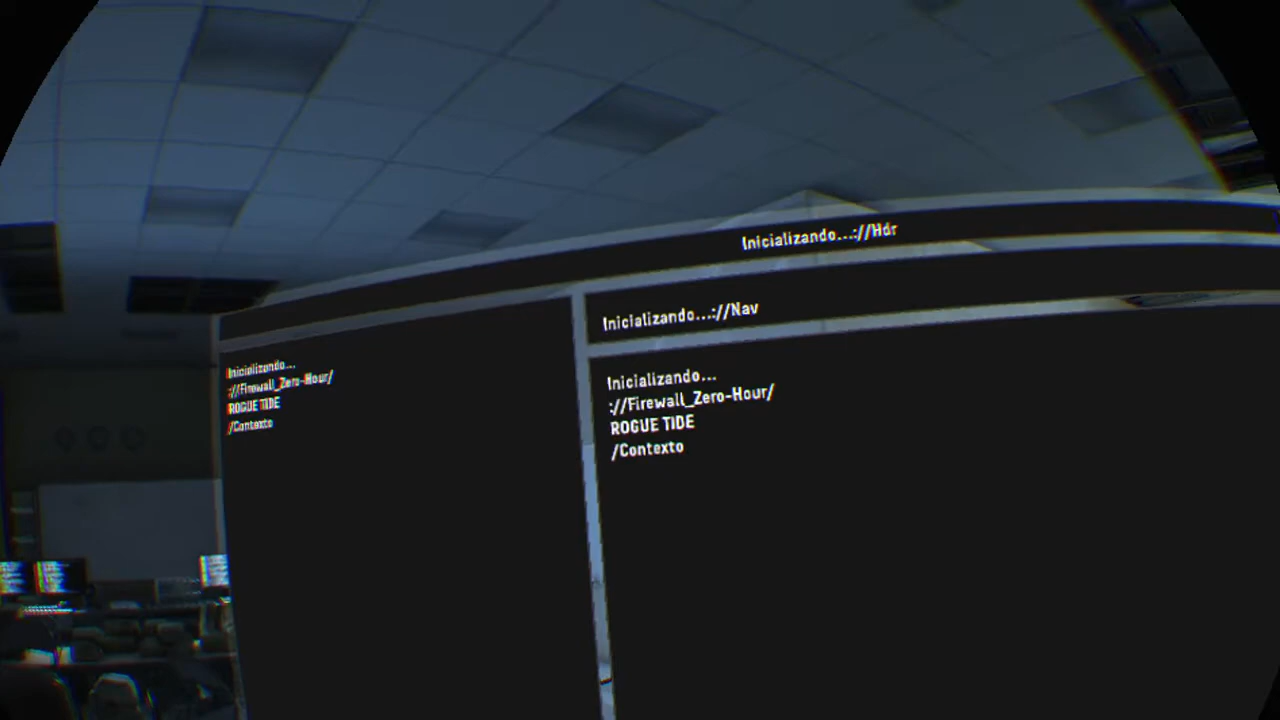 Inicializando...://Hdr
Inicializando...://Nav
Inicializando...
://Firewall_Zero-Hour/
ROGUE TIDE
/Contexto
Inicializando...
://Firewall_Zero-Hour/
ROGUE TIDE
/Contexto